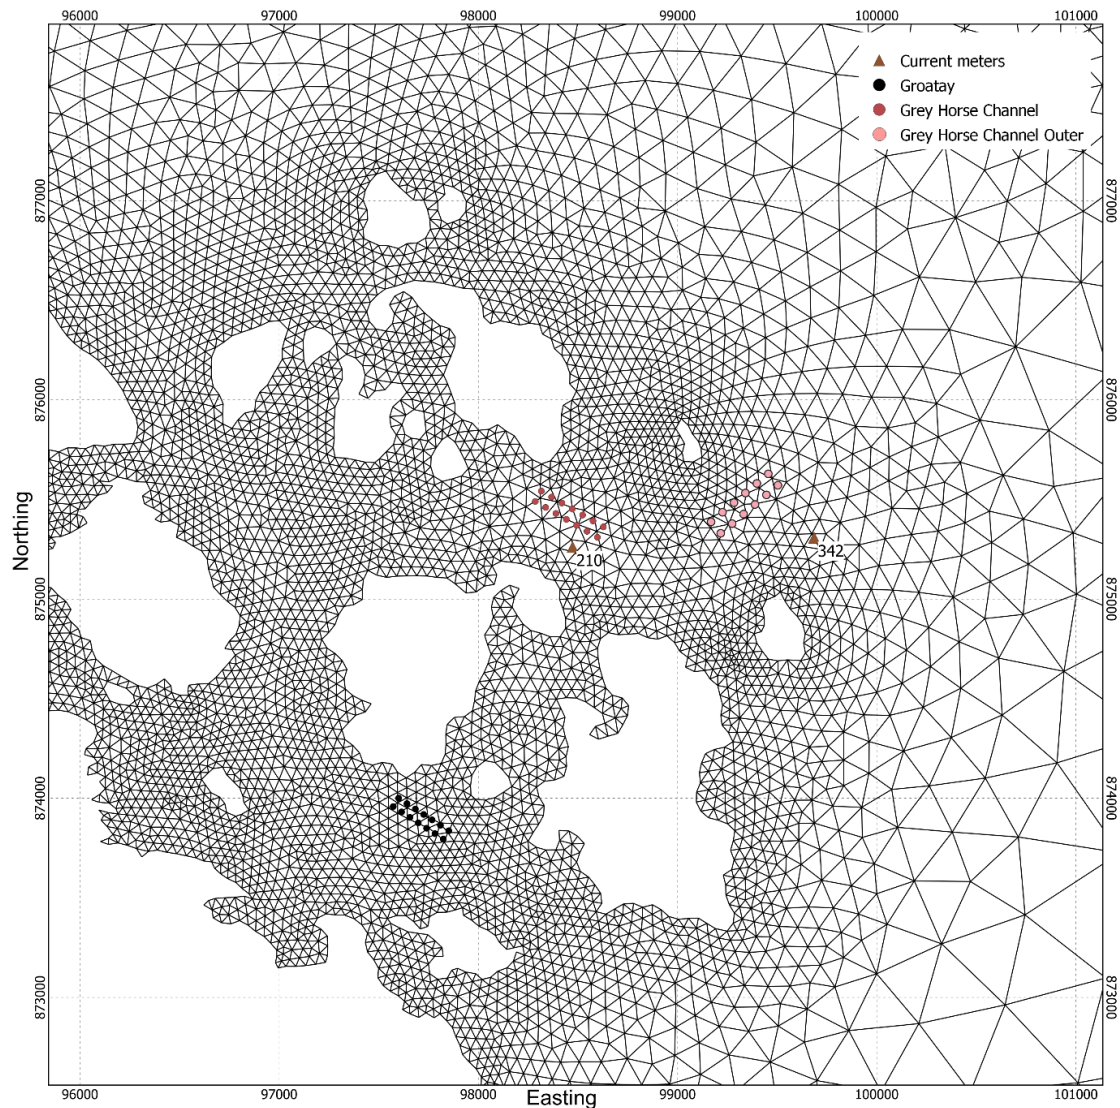 96000 97000 98000 99000 100000 101000
Current meters
Groatay
Grey Horse Channel
Grey Horse Channel Outer
877000 877000
876000 876000
Northing
210
342
875000 875000
874000 874000
873000 873000
96000 97000 98000 99000 100000 101000
Easting